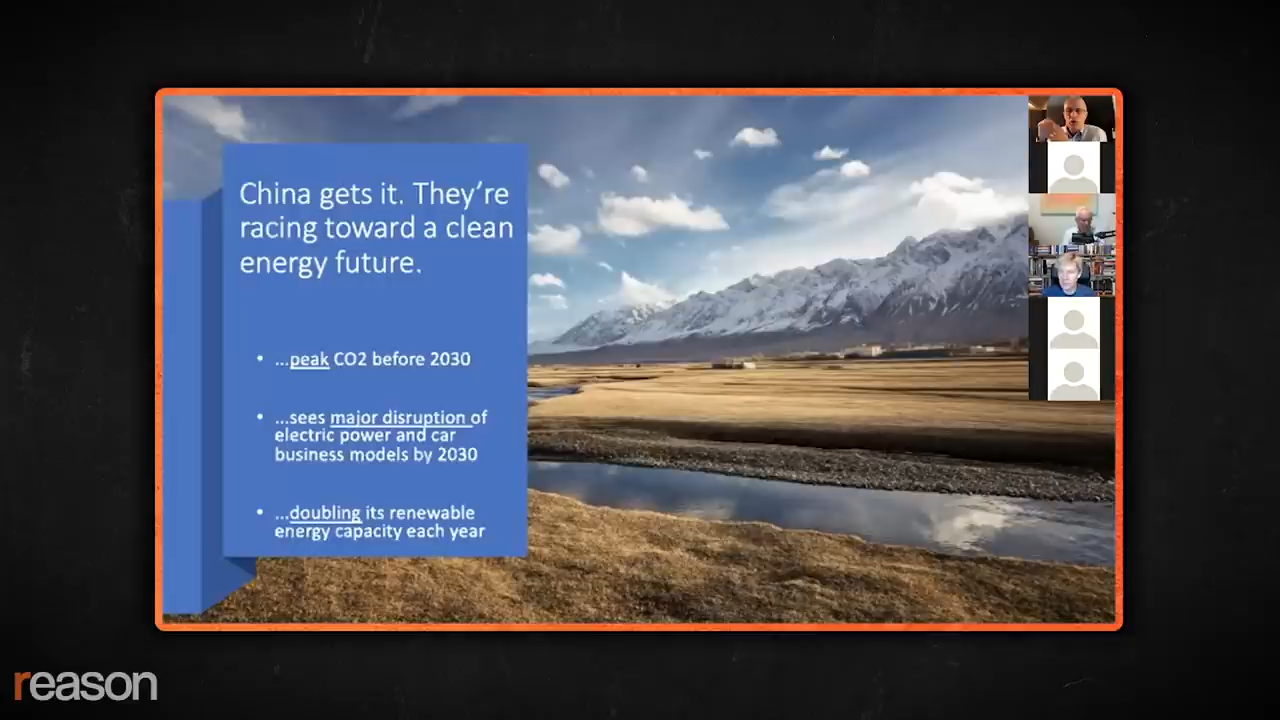 China gets it. They’re
racing toward a clean
energy future.
• ...peak CO2 before 2030
• ...sees major disruption of
electric power and car
business models by 2030
• ...doubling its renewable
energy capacity each year
reason